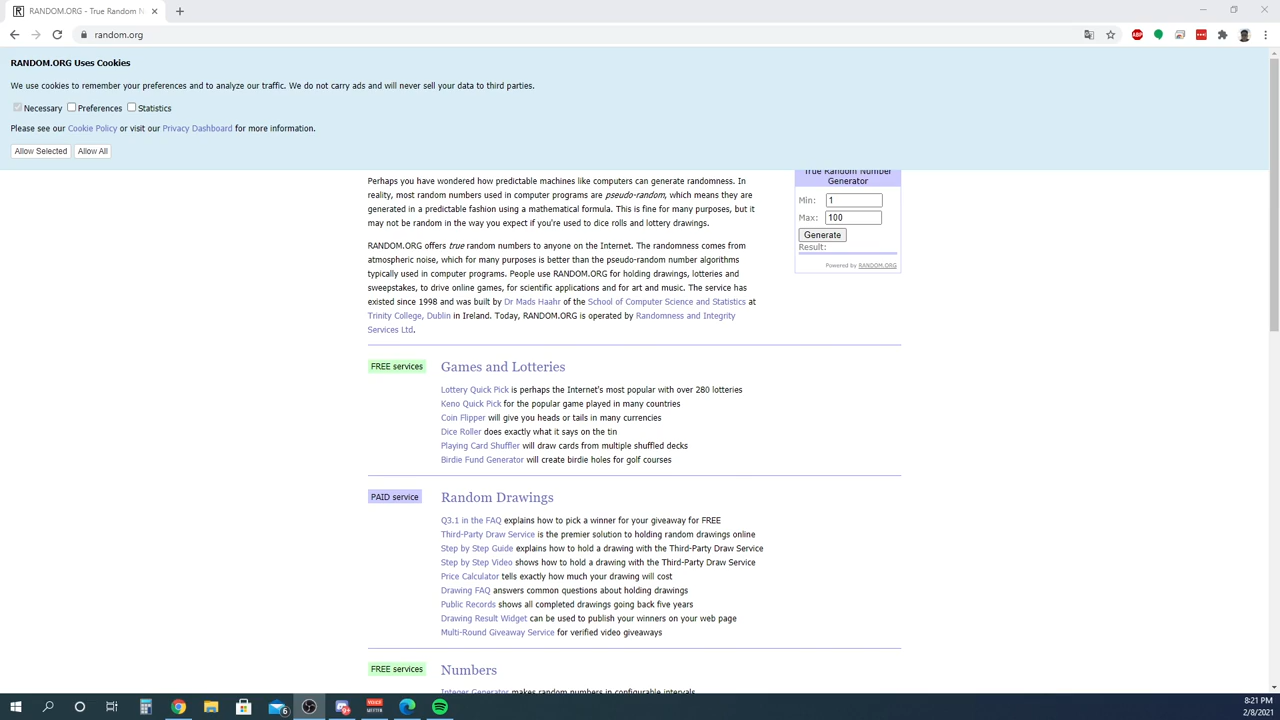 RANDOM.ORG - True Random N
random.org
ABP
RANDOM.ORG Uses Cookies
We use cookies to remember your preferences and to analyze our traffic. We do not carry ads and will never sell your data to third parties.
Necessary Preferences Statistics
Please see our Cookie Policy or visit our Privacy Dashboard for more information.
Allow Selected Allow All
Perhaps you have wondered how predictable machines like computers can generate randomness. In
reality, most random numbers used in computer programs are pseudo-random, which means they are
generated in a predictable fashion using a mathematical formula. This is fine for many purposes, but it
may not be random in the way you expect if you're used to dice rolls and lottery drawings.
RANDOM.ORG offers true random numbers to anyone on the Internet. The randomness comes from
atmospheric noise, which for many purposes is better than the pseudo-random number algorithms
typically used in computer programs. People use RANDOM.ORG for holding drawings, lotteries and
sweepstakes, to drive online games, for scientific applications and for art and music. The service has
existed since 1998 and was built by Dr Mads Haahr of the School of Computer Science and Statistics at
Trinity College, Dublin in Ireland. Today, RANDOM.ORG is operated by Randomness and Integrity
Services Ltd.
True Random Number
Generator
Min: 1
Max: 100
Generate
Result:
Powered by RANDOM.ORG
FREE services
Games and Lotteries
Lottery Quick Pick is perhaps the Internet's most popular with over 280 lotteries
Keno Quick Pick for the popular game played in many countries
Coin Flipper will give you heads or tails in many currencies
Dice Roller does exactly what it says on the tin
Playing Card Shuffler will draw cards from multiple shuffled decks
Birdie Fund Generator will create birdie holes for golf courses
PAID service
Random Drawings
Q3.1 in the FAQ explains how to pick a winner for your giveaway for FREE
Third-Party Draw Service is the premier solution to holding random drawings online
Step by Step Guide explains how to hold a drawing with the Third-Party Draw Service
Step by Step Video shows how to hold a drawing with the Third-Party Draw Service
Price Calculator tells exactly how much your drawing will cost
Drawing FAQ answers common questions about holding drawings
Public Records shows all completed drawings going back five years
Drawing Result Widget can be used to publish your winners on your web page
Multi-Round Giveaway Service for verified video giveaways
FREE services
Numbers
Integer Generator makes random numbers in configurable intervals
8:21 PM
2/8/2021